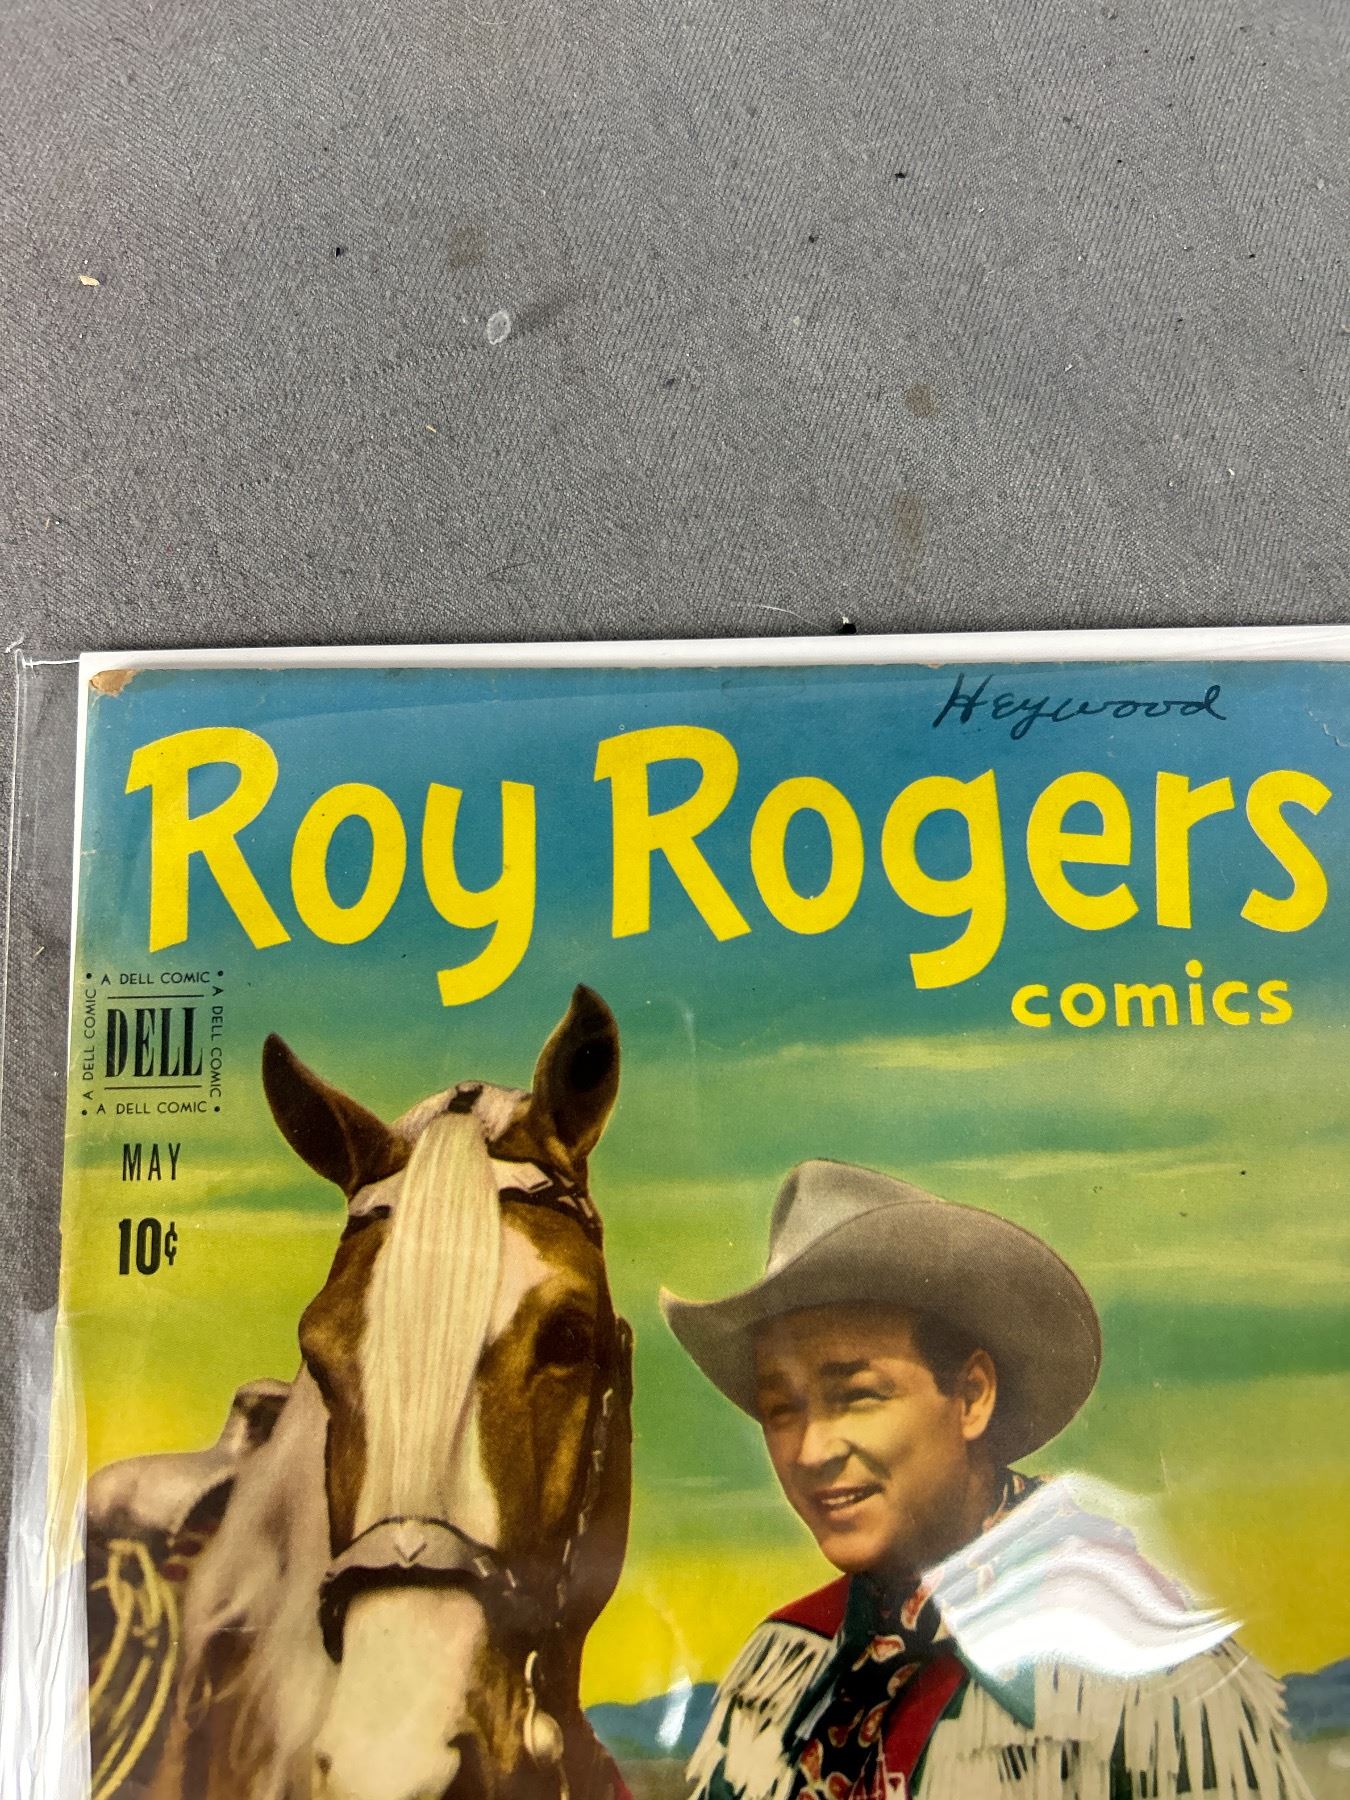 Heywood
Roy Rogers
comics
• A DELL COMIC •
A DELL COMIC
DELL
A DELL COMIC
• A DELL COMIC •
MAY
10¢